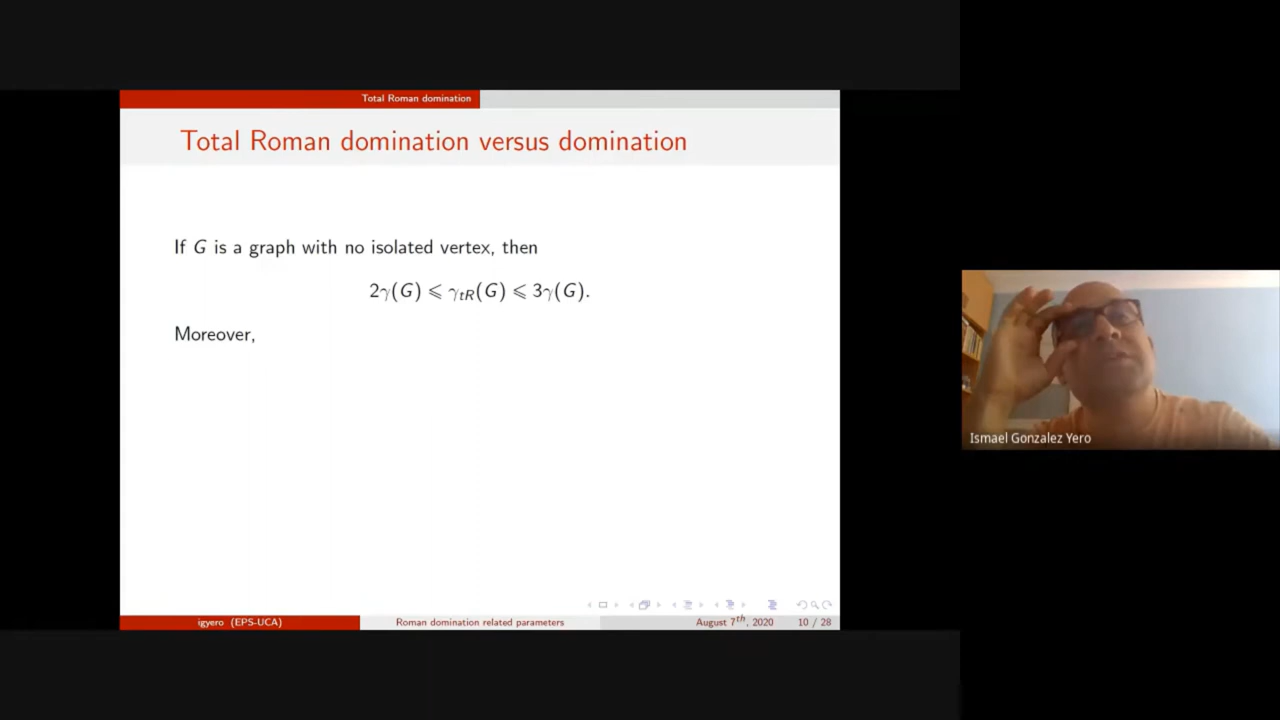 Total Roman domination
Total Roman domination versus domination
If G is a graph with no isolated vertex, then
2γ(G) ⩽ γtR(G) ⩽ 3γ(G).
Moreover,
Ismael Gonzalez Yero
igyero (EPS-UCA)
Roman domination related parameters
August 7th, 2020
10 / 28